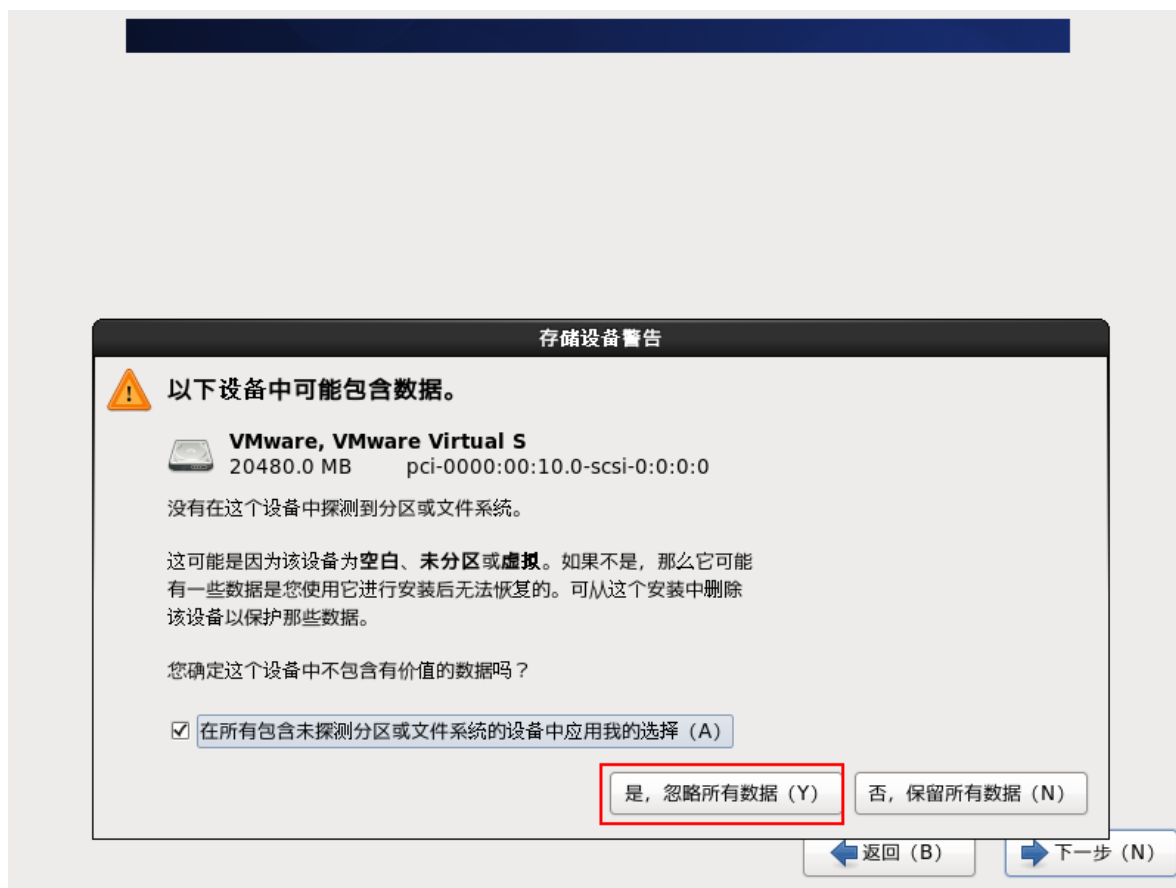 存储设备警告
以下设备中可能包含数据。
VMware, VMware Virtual S
20480.0 MB pci-0000:00:10.0-scsi-0:0:0:0
没有在这个设备中探测到分区或文件系统。
这可能是因为该设备为空白、未分区或虚拟。如果不是，那么它可能
有一些数据是您使用它进行安装后无法恢复的。可从这个安装中删除
该设备以保护那些数据。
您确定这个设备中不包含有价值的数据吗？
在所有包含未探测分区或文件系统的设备中应用我的选择（A）
是，忽略所有数据（Y）
否，保留所有数据（N）
返回（B）
下一步（N）